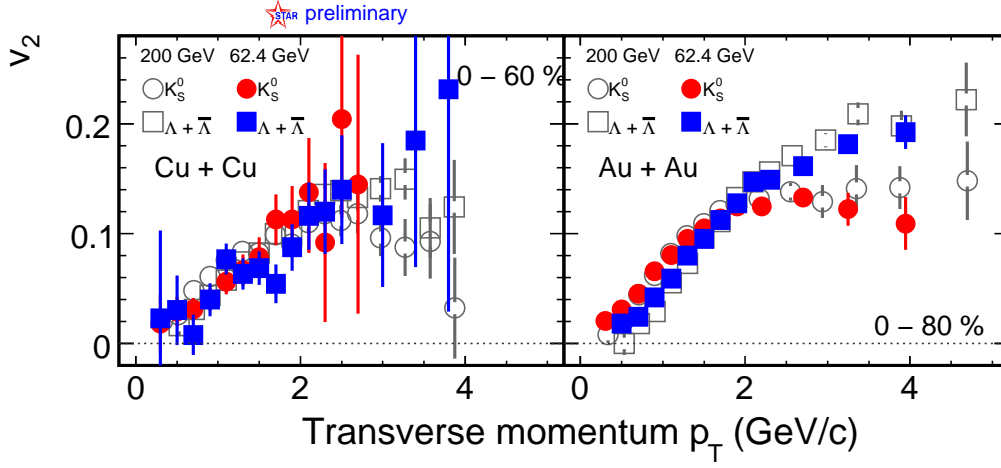 STAR preliminary
v2
200 GeV 62.4 GeV
K0S K0S
Λ + Λ̅ Λ + Λ̅
Cu + Cu
0 – 60 %
200 GeV 62.4 GeV
K0S K0S
Λ + Λ̅ Λ + Λ̅
Au + Au
0 – 80 %
0.2
0.1
0
0 2 4 0 2 4
Transverse momentum pT (GeV/c)